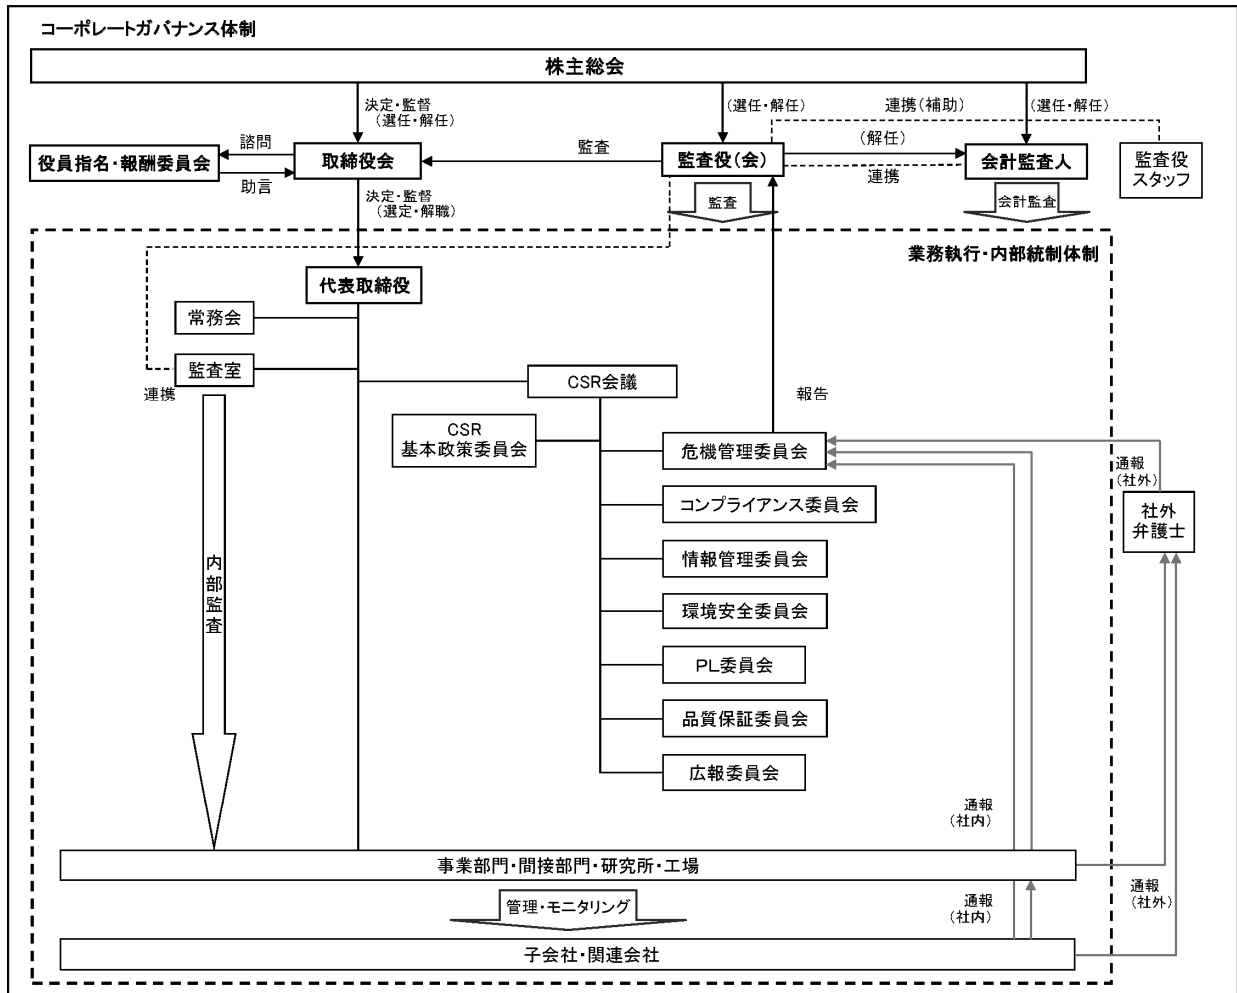 コーポレートガバナンス体制
株主総会
決定・監督
（選任・解任）
（選任・解任）
連携（補助）
（選任・解任）
役員指名・報酬委員会
諮問
助言
取締役会
監査
監査役（会）
（解任）
連携
会計監査人
監査役
スタッフ
決定・監督
（選定・解職）
監査
会計監査
業務執行・内部統制体制
代表取締役
常務会
監査室
連携
CSR会議
報告
CSR
基本政策委員会
危機管理委員会
通報
（社外）
コンプライアンス委員会
社外
弁護士
情報管理委員会
内部監査
環境安全委員会
PL委員会
品質保証委員会
広報委員会
通報
（社内）
事業部門・間接部門・研究所・工場
管理・モニタリング
通報
（社内）
通報
（社外）
子会社・関連会社